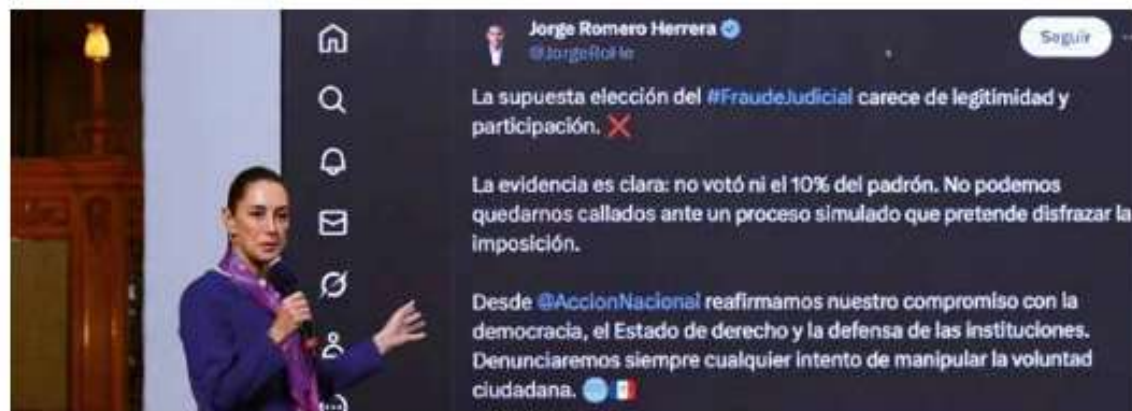 Jorge Romero Herrera
@JorgeRoHe
Seguir
La supuesta elección del #FraudeJudicial carece de legitimidad y
participación. ❌
La evidencia es clara: no votó ni el 10% del padrón. No podemos
quedarnos callados ante un proceso simulado que pretende disfrazar la
imposición.
Desde @AccionNacional reafirmamos nuestro compromiso con la
democracia, el Estado de derecho y la defensa de las instituciones.
Denunciaremos siempre cualquier intento de manipular la voluntad
ciudadana.